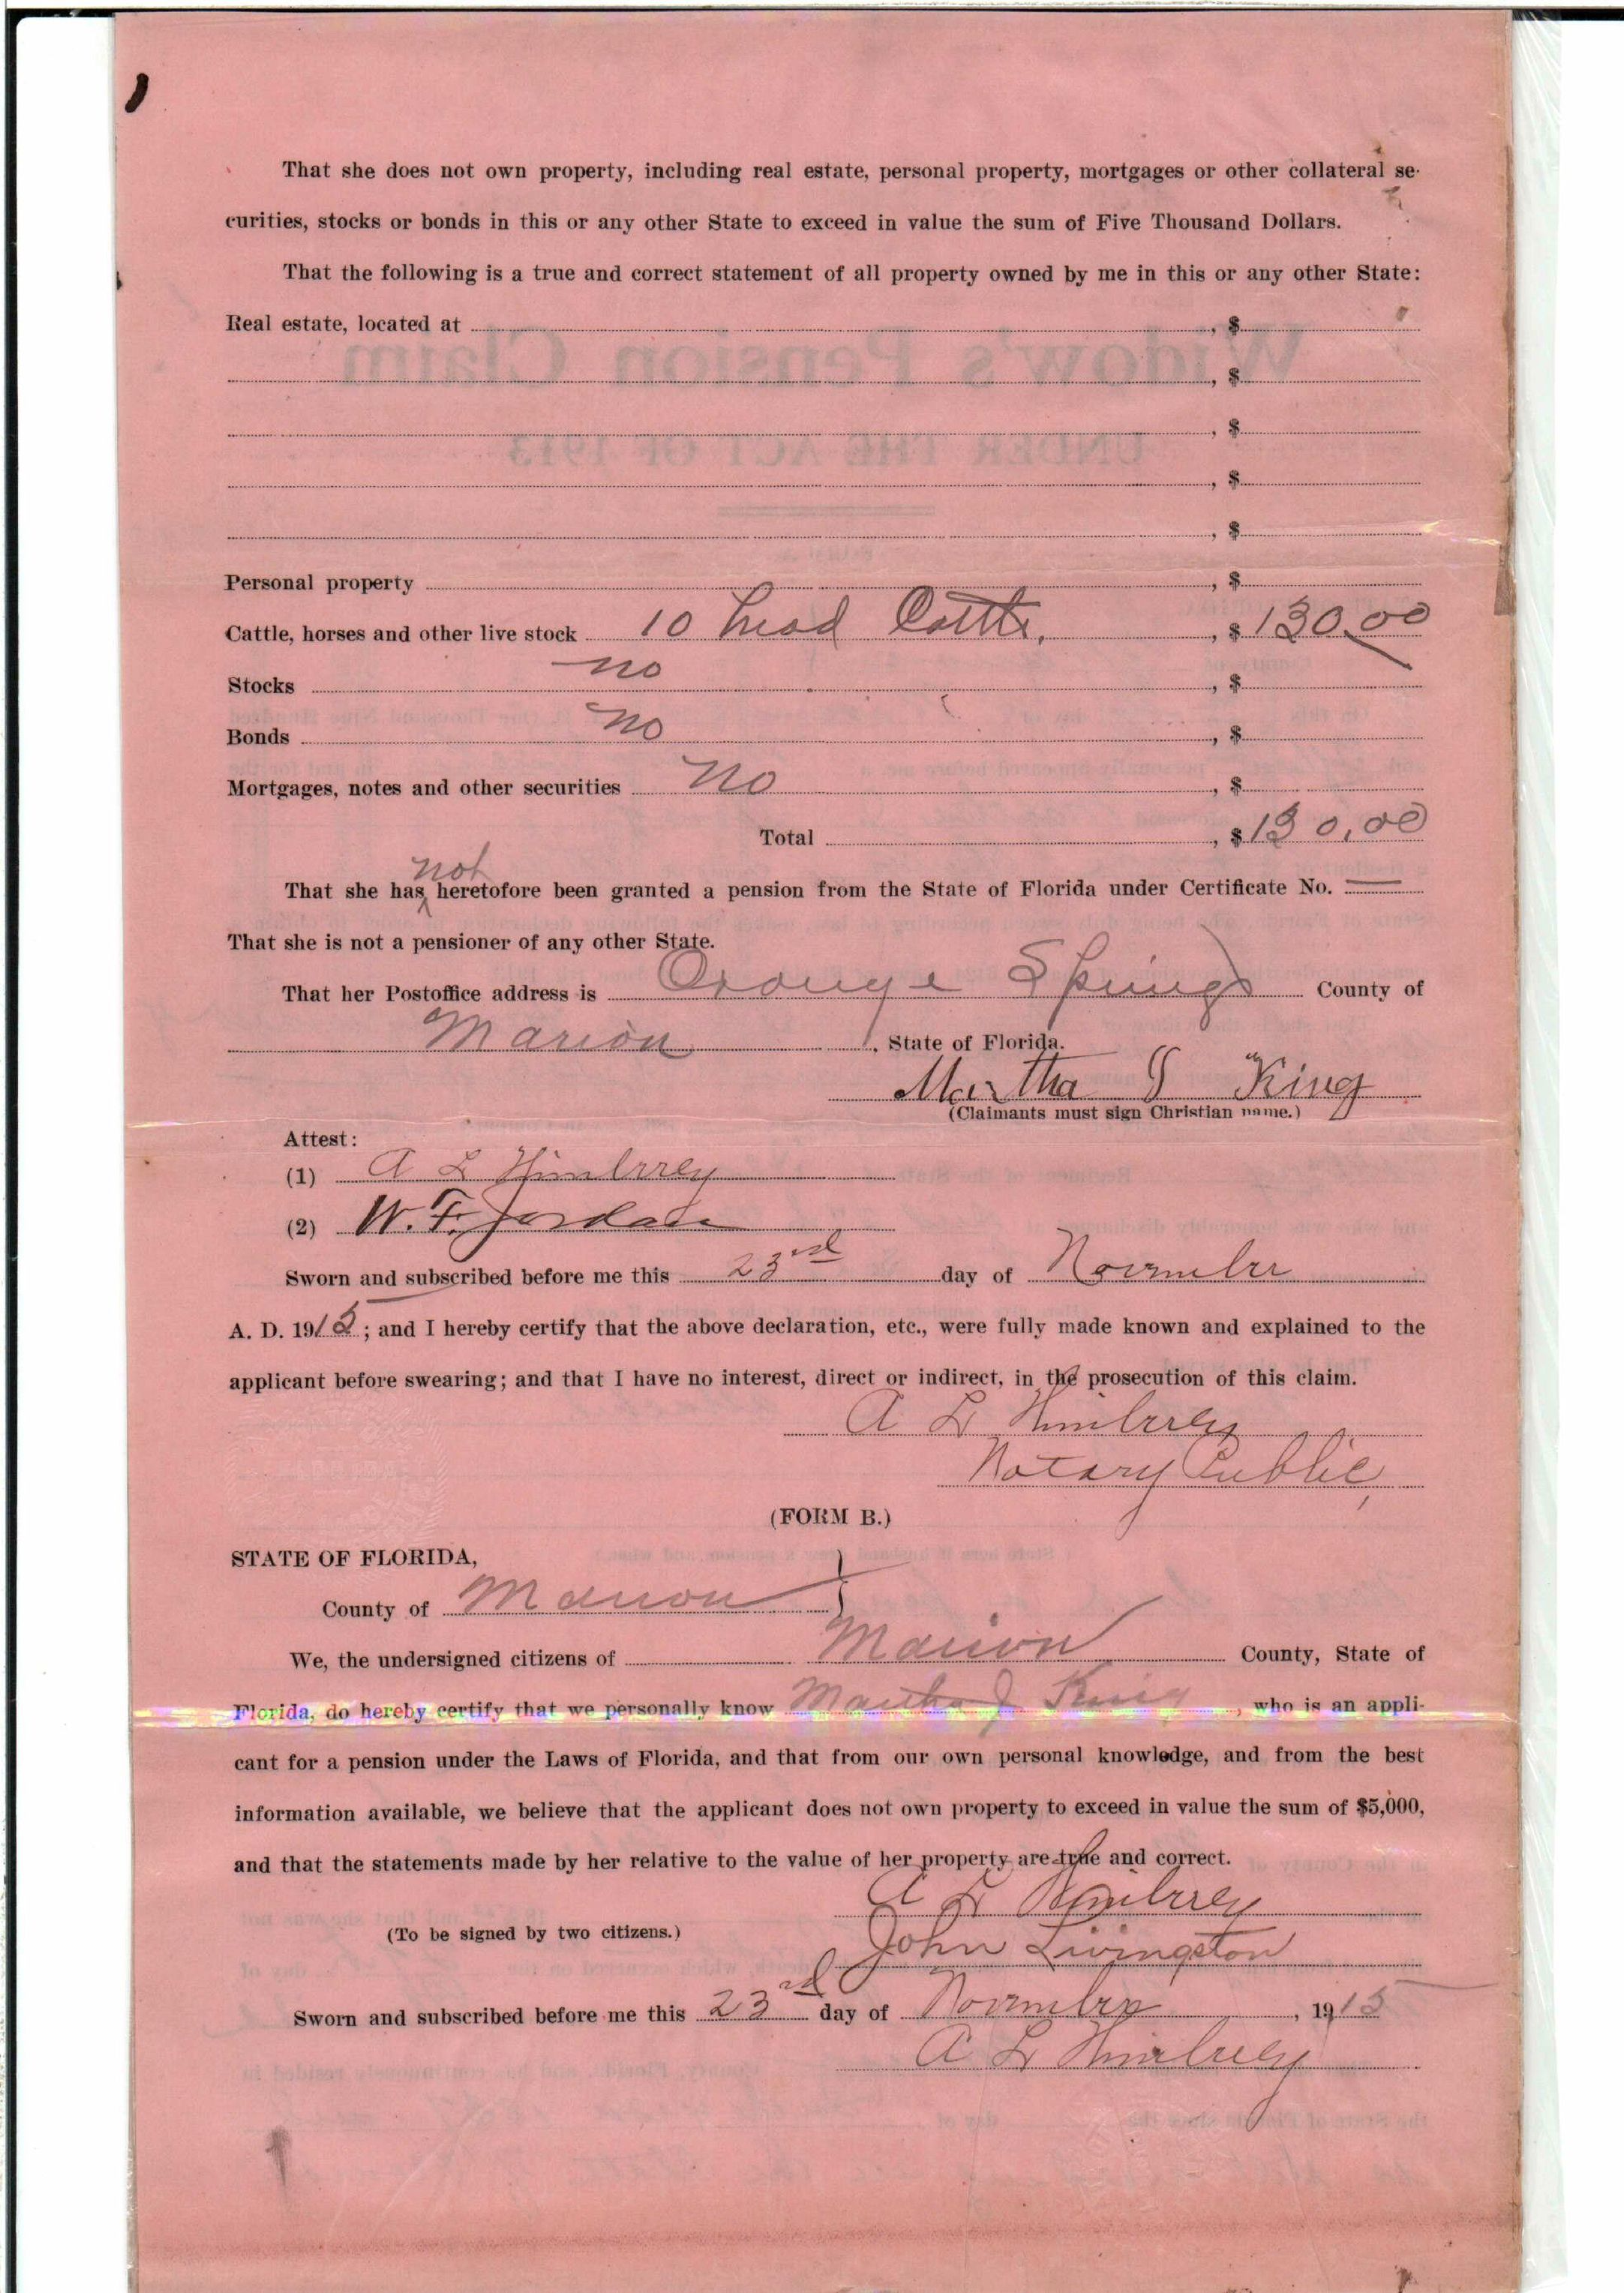 That she does not own property, including real estate, personal property, mortgages or other collateral se-
curities, stocks or bonds in this or any other State to exceed in value the sum of Five Thousand Dollars.
That the following is a true and correct statement of all property owned by me in this or any other State:
Real estate, located at , $
, $
, $
, $
, $
Personal property , $
Cattle, horses and other live stock 10 head Cattle, , $ 130.00
Stocks no , $
Bonds no , $
Mortgages, notes and other securities no , $
Total , $ 130.00
not
That she has heretofore been granted a pension from the State of Florida under Certificate No. —
That she is not a pensioner of any other State.
That her Postoffice address is Orange Springs County of
Marion , State of Florida.
Martha J King
(Claimants must sign Christian name.)
Attest:
(1) A L
(2) W. F. Jordan
Sworn and subscribed before me this 23rd day of November
A. D. 1915; and I hereby certify that the above declaration, etc., were fully made known and explained to the
applicant before swearing; and that I have no interest, direct or indirect, in the prosecution of this claim.
A L
Notary Public
(FORM B.)
STATE OF FLORIDA,
County of Marion
We, the undersigned citizens of Marion County, State of
Florida, do hereby certify that we personally know Martha J King , who is an appli-
cant for a pension under the Laws of Florida, and that from our own personal knowledge, and from the best
information available, we believe that the applicant does not own property to exceed in value the sum of $5,000,
and that the statements made by her relative to the value of her property are true and correct.
A L
(To be signed by two citizens.)
John Livingston
Sworn and subscribed before me this 23rd day of November , 1915
A L